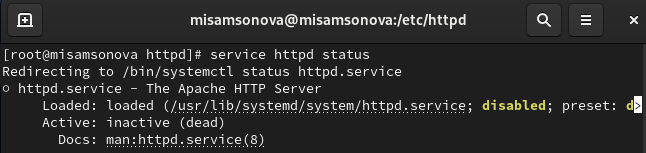 misamsonova@misamsonova:/etc/httpd
[root@misamsonova httpd]# service httpd status
Redirecting to /bin/systemctl status httpd.service
○ httpd.service - The Apache HTTP Server
     Loaded: loaded (/usr/lib/systemd/system/httpd.service; disabled; preset: d>
     Active: inactive (dead)
       Docs: man:httpd.service(8)